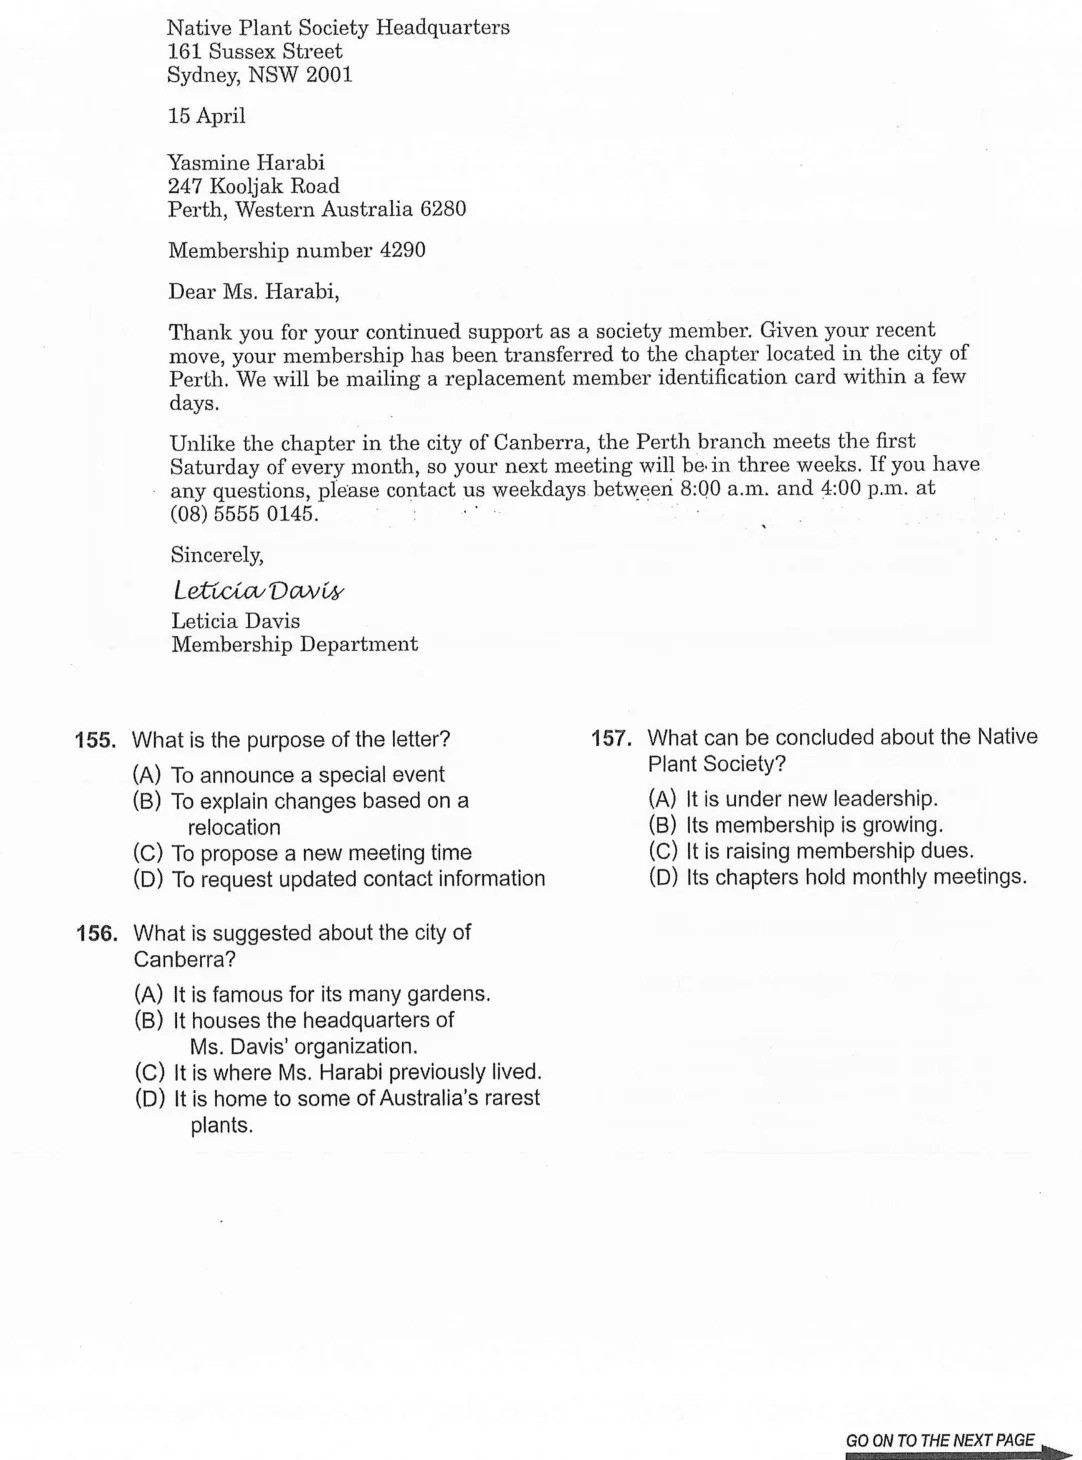 Native Plant Society Headquarters
161 Sussex Street
Sydney, NSW 2001
15 April
Yasmine Harabi
247 Kooljak Road
Perth, Western Australia 6280
Membership number 4290
Dear Ms. Harabi,
Thank you for your continued support as a society member. Given your recent
move, your membership has been transferred to the chapter located in the city of
Perth. We will be mailing a replacement member identification card within a few
days.
Unlike the chapter in the city of Canberra, the Perth branch meets the first
Saturday of every month, so your next meeting will be in three weeks. If you have
any questions, please contact us weekdays between 8:00 a.m. and 4:00 p.m. at
(08) 5555 0145.
Sincerely,
Leticia Davis
Leticia Davis
Membership Department
155. What is the purpose of the letter?
(A) To announce a special event
(B) To explain changes based on a
relocation
(C) To propose a new meeting time
(D) To request updated contact information
156. What is suggested about the city of
Canberra?
(A) It is famous for its many gardens.
(B) It houses the headquarters of
Ms. Davis' organization.
(C) It is where Ms. Harabi previously lived.
(D) It is home to some of Australia's rarest
plants.
157. What can be concluded about the Native
Plant Society?
(A) It is under new leadership.
(B) Its membership is growing.
(C) It is raising membership dues.
(D) Its chapters hold monthly meetings.
GO ON TO THE NEXT PAGE